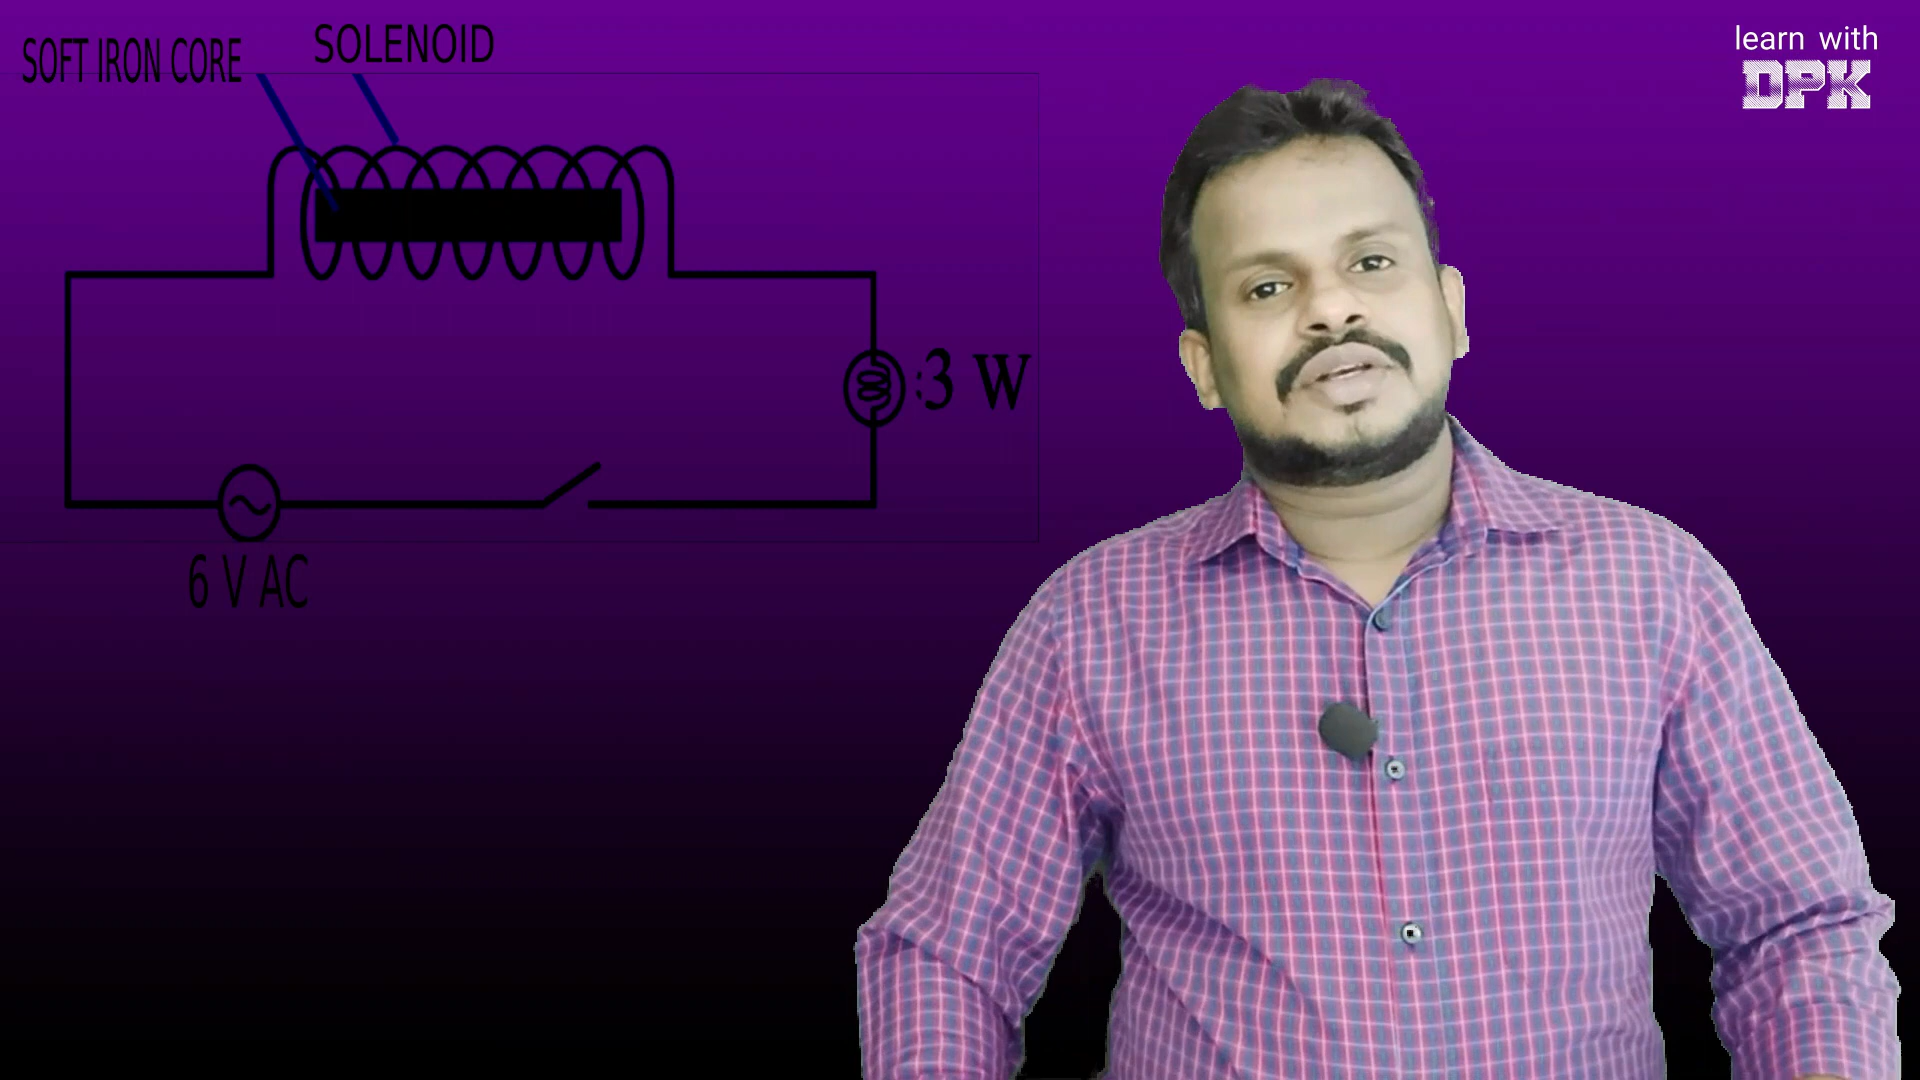 SOFT IRON CORE
SOLENOID
learn with
DPK
:3 W
6 V AC